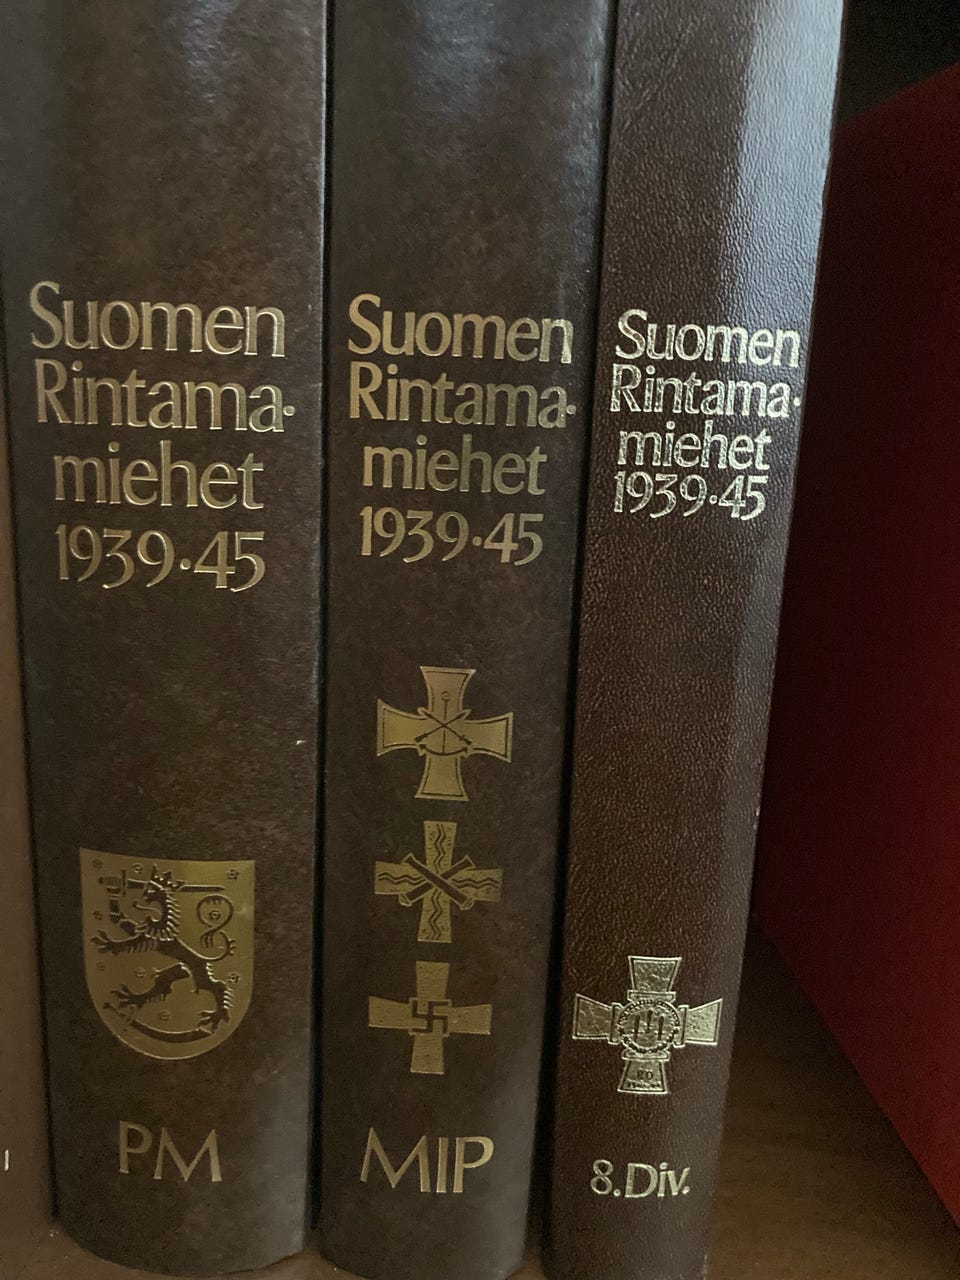 Suomen
Rintama-
miehet
1939-45
PM
Suomen
Rintama-
miehet
1939-45
MIP
Suomen
Rintama-
miehet
1939-45
8.Div.